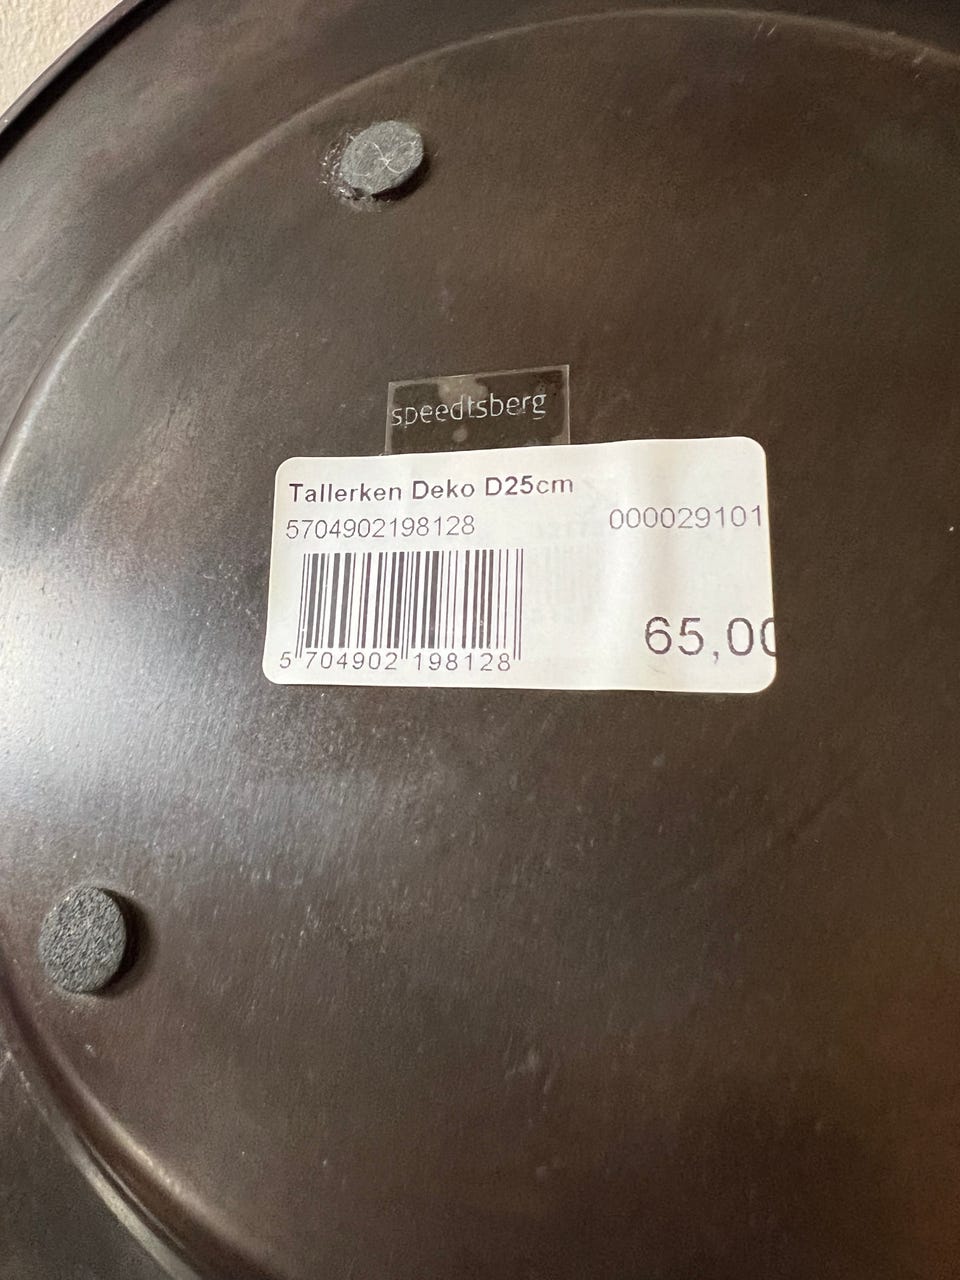 speedtsberg
Tallerken Deko D25cm
5704902198128 000029101
5 704902 198128
65,00